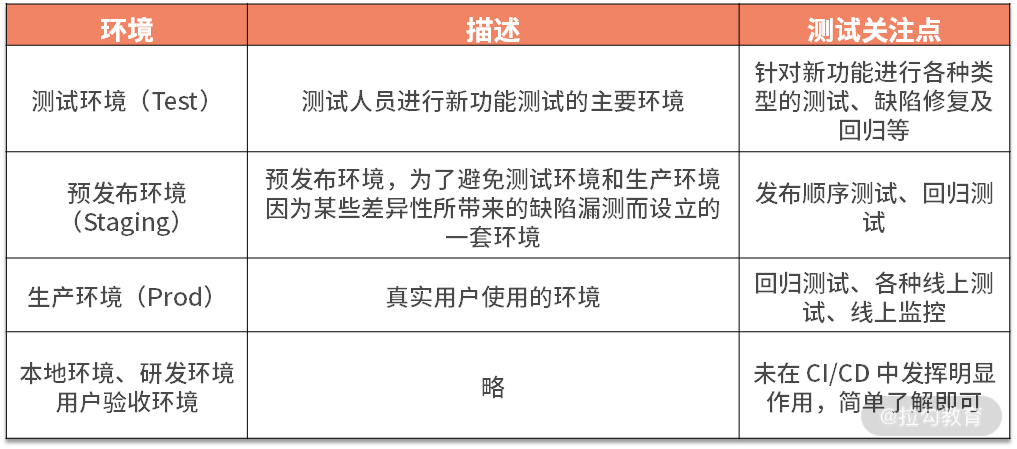 环境
描述
测试关注点
测试环境（Test）
测试人员进行新功能测试的主要环境
针对新功能进行各种类
型的测试、缺陷修复及
回归等
预发布环境
（Staging）
预发布环境，为了避免测试环境和生产环境
因为某些差异性所带来的缺陷漏测而设立的
一套环境
发布顺序测试、回归测
试
生产环境（Prod）
真实用户使用的环境
回归测试、各种线上测
试、线上监控
本地环境、研发环境
用户验收环境
略
未在 CI/CD 中发挥明显
作用，简单了解即可
@拉勾教育